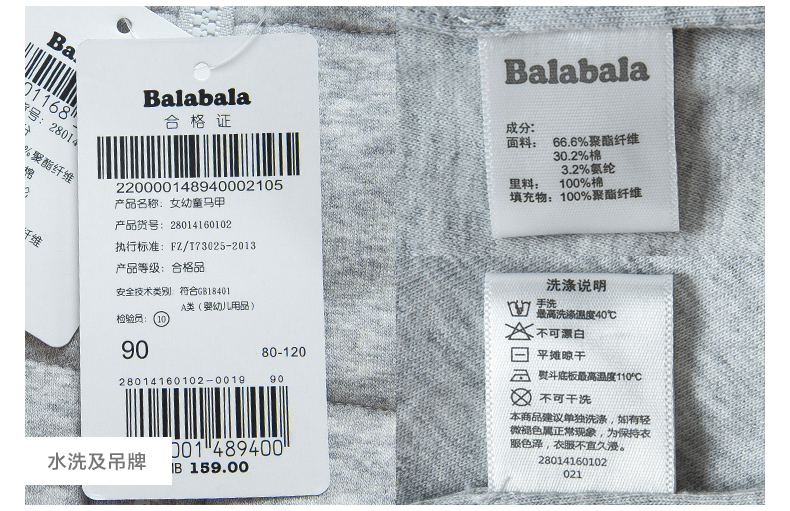 Balabala
合格证
220000148940002105
产品名称: 女幼童马甲
产品货号: 28014160102
执行标准: FZ/T73025-2013
产品等级: 合格品
安全技术类别: 符合GB18401
A类 (婴幼儿用品)
检验员: 10
90
80-120
28014160102-0019 90
001 489400
159.00
水洗及吊牌
Balabala
成分:
面料: 66.6%聚酯纤维
30.2%棉
3.2%氨纶
里料: 100%棉
填充物: 100%聚酯纤维
洗涤说明
手洗
最高洗涤温度40℃
不可漂白
平摊晾干
熨斗底板最高温度110℃
不可干洗
本商品建议单独洗涤, 如有轻
微褪色属正常现象, 为保持衣
服色泽, 衣服不宜久浸。
28014160102
021